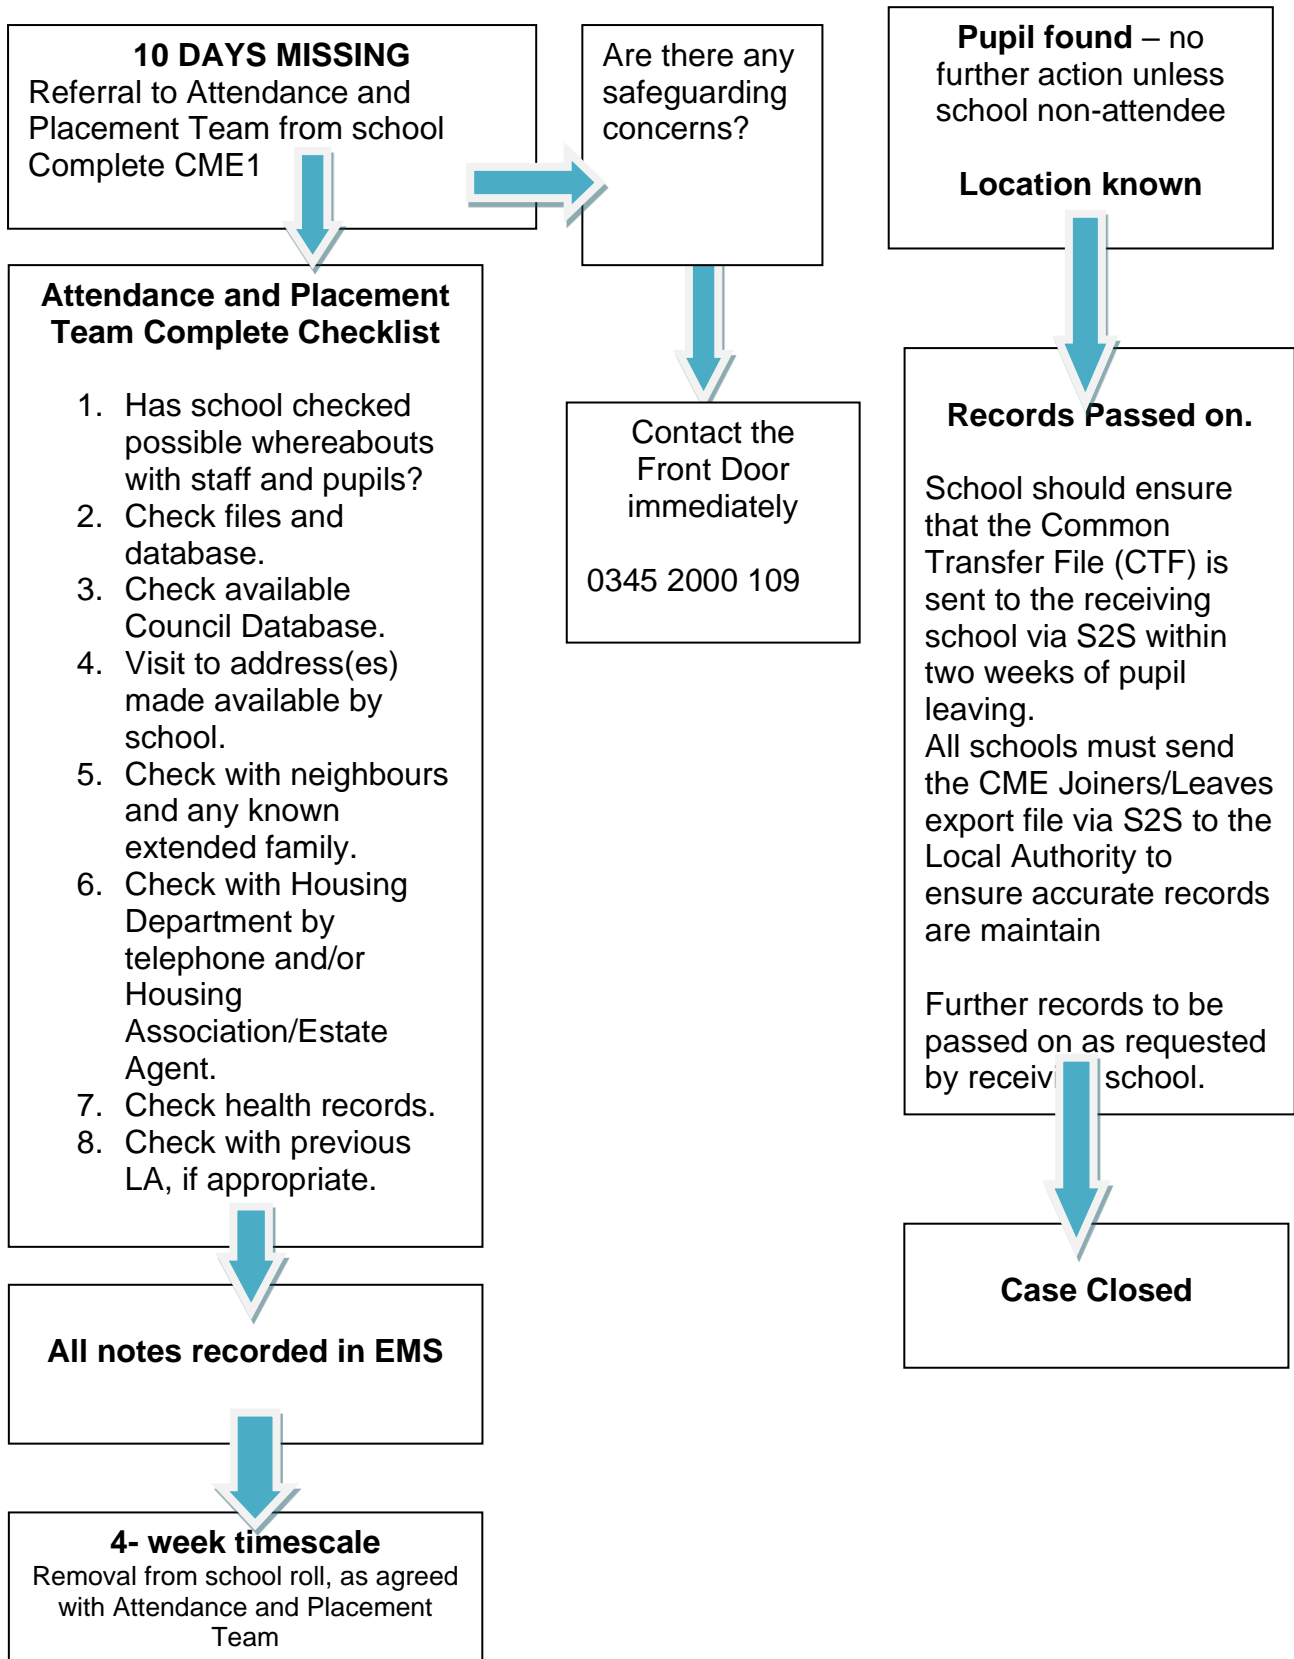 10 DAYS MISSING
Referral to Attendance and
Placement Team from school
Complete CME1
Are there any
safeguarding
concerns?
Pupil found – no
further action unless
school non-attendee
Location known
Attendance and Placement
Team Complete Checklist
1. Has school checked
possible whereabouts
with staff and pupils?
2. Check files and
database.
3. Check available
Council Database.
4. Visit to address(es)
made available by
school.
5. Check with neighbours
and any known
extended family.
6. Check with Housing
Department by
telephone and/or
Housing
Association/Estate
Agent.
7. Check health records.
8. Check with previous
LA, if appropriate.
Contact the
Front Door
immediately
0345 2000 109
Records Passed on.
School should ensure
that the Common
Transfer File (CTF) is
sent to the receiving
school via S2S within
two weeks of pupil
leaving.
All schools must send
the CME Joiners/Leaves
export file via S2S to the
Local Authority to
ensure accurate records
are maintain
Further records to be
passed on as requested
by receiving school.
All notes recorded in EMS
Case Closed
4- week timescale
Removal from school roll, as agreed
with Attendance and Placement
Team